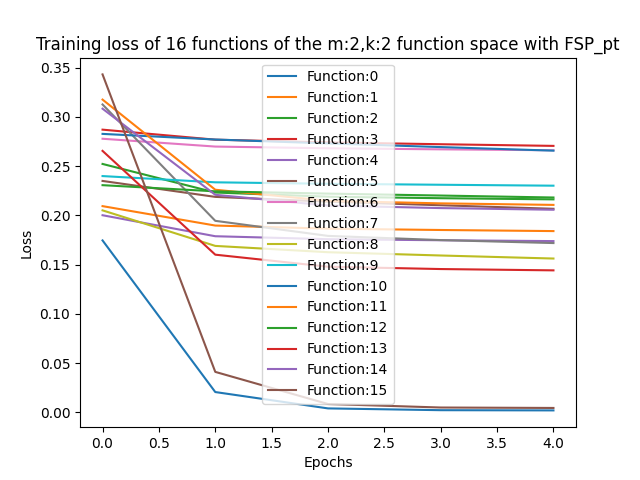 Training loss of 16 functions of the m:2,k:2 function space with FSP_pt
0.35
0.30
0.25
0.20
0.15
0.10
0.05
0.00
Loss
Function:0
Function:1
Function:2
Function:3
Function:4
Function:5
Function:6
Function:7
Function:8
Function:9
Function:10
Function:11
Function:12
Function:13
Function:14
Function:15
0.0 0.5 1.0 1.5 2.0 2.5 3.0 3.5 4.0
Epochs